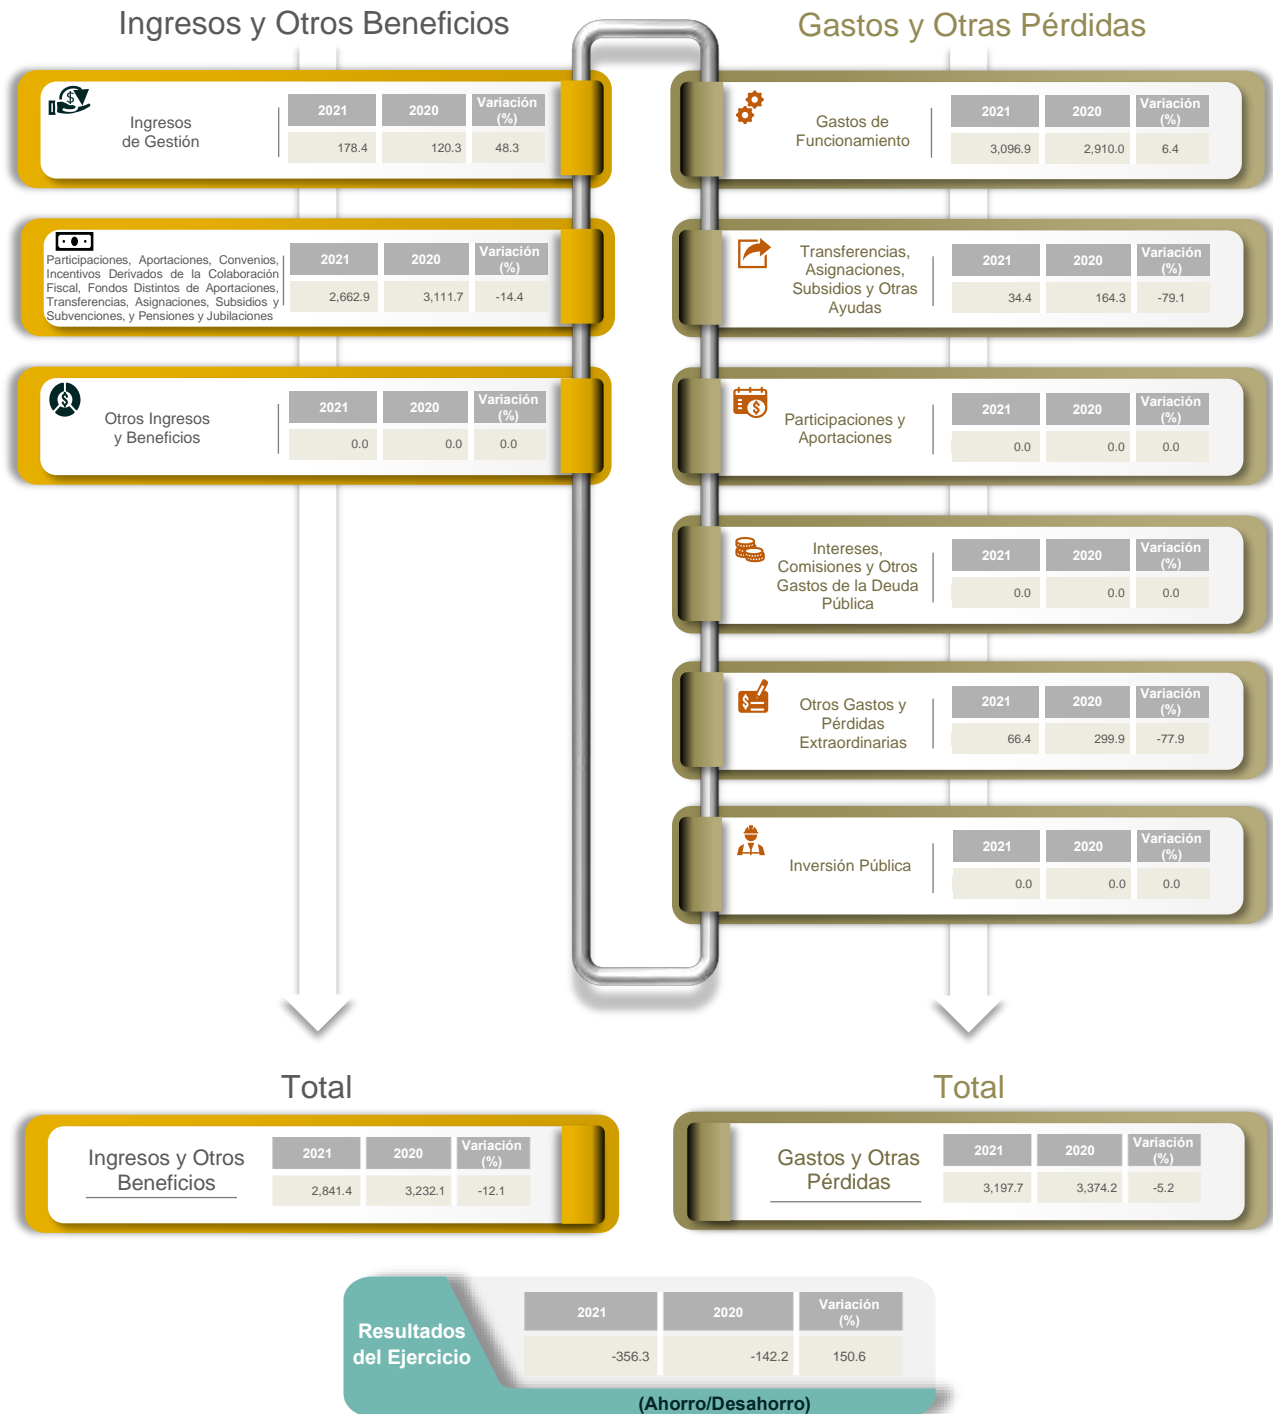 Ingresos y Otros Beneficios
Ingresos
de Gestión
2021 2020 Variación
(%)
178.4 120.3 48.3
Participaciones, Aportaciones, Convenios,
Incentivos Derivados de la Colaboración
Fiscal, Fondos Distintos de Aportaciones,
Transferencias, Asignaciones, Subsidios y
Subvenciones, y Pensiones y Jubilaciones
2021 2020 Variación
(%)
2,662.9 3,111.7 -14.4
Otros Ingresos
y Beneficios
2021 2020 Variación
(%)
0.0 0.0 0.0
Gastos y Otras Pérdidas
Gastos de
Funcionamiento
2021 2020 Variación
(%)
3,096.9 2,910.0 6.4
Transferencias,
Asignaciones,
Subsidios y Otras
Ayudas
2021 2020 Variación
(%)
34.4 164.3 -79.1
Participaciones y
Aportaciones
2021 2020 Variación
(%)
0.0 0.0 0.0
Intereses,
Comisiones y Otros
Gastos de la Deuda
Pública
2021 2020 Variación
(%)
0.0 0.0 0.0
Otros Gastos y
Pérdidas
Extraordinarias
2021 2020 Variación
(%)
66.4 299.9 -77.9
Inversión Pública
2021 2020 Variación
(%)
0.0 0.0 0.0
Total
Ingresos y Otros
Beneficios
2021 2020 Variación
(%)
2,841.4 3,232.1 -12.1
Total
Gastos y Otras
Pérdidas
2021 2020 Variación
(%)
3,197.7 3,374.2 -5.2
Resultados
del Ejercicio
2021 2020 Variación
(%)
-356.3 -142.2 150.6
(Ahorro/Desahorro)